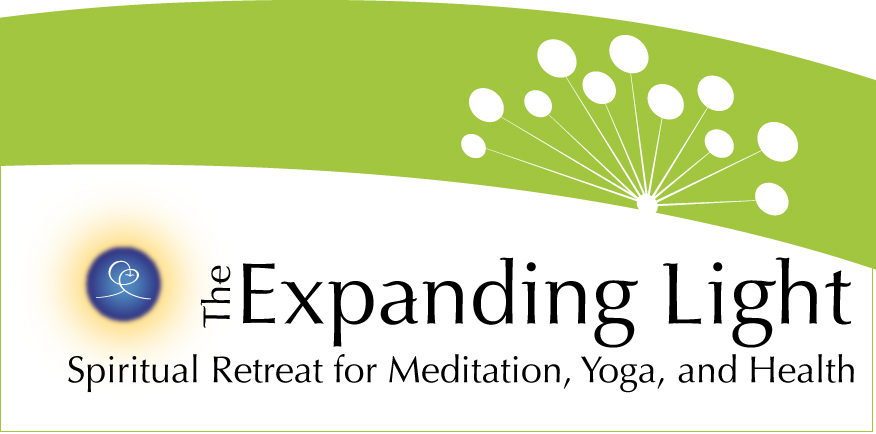 The Expanding Light
Spiritual Retreat for Meditation, Yoga, and Health